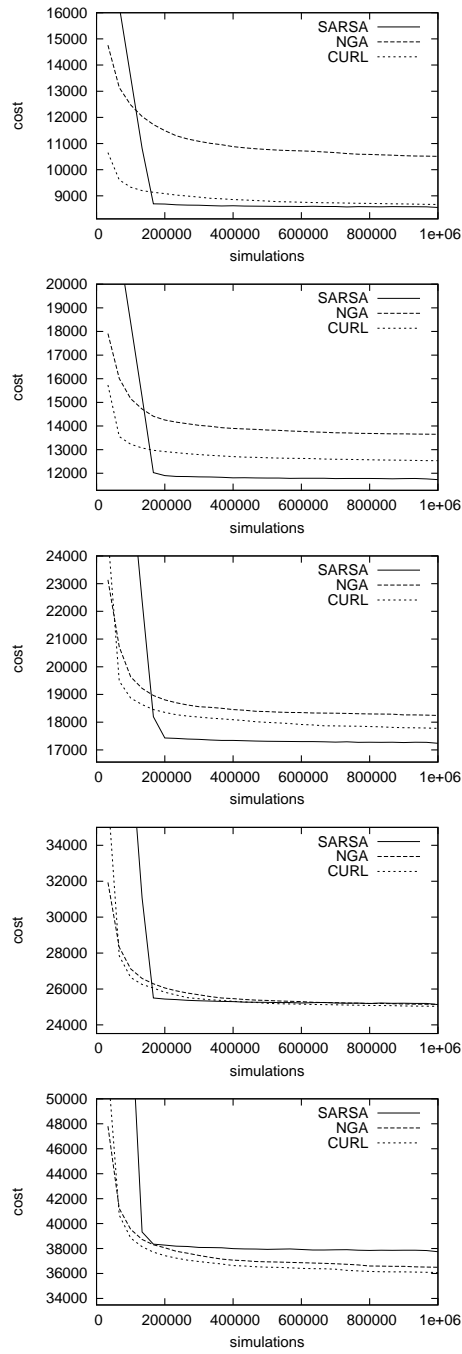 16000
15000
14000
13000
12000
11000
10000
9000
cost
SARSA
NGA
CURL
0 200000 400000 600000 800000 1e+06
simulations
20000
19000
18000
17000
16000
15000
14000
13000
12000
cost
SARSA
NGA
CURL
0 200000 400000 600000 800000 1e+06
simulations
24000
23000
22000
21000
20000
19000
18000
17000
cost
SARSA
NGA
CURL
0 200000 400000 600000 800000 1e+06
simulations
34000
32000
30000
28000
26000
24000
cost
SARSA
NGA
CURL
0 200000 400000 600000 800000 1e+06
simulations
50000
48000
46000
44000
42000
40000
38000
36000
34000
cost
SARSA
NGA
CURL
0 200000 400000 600000 800000 1e+06
simulations